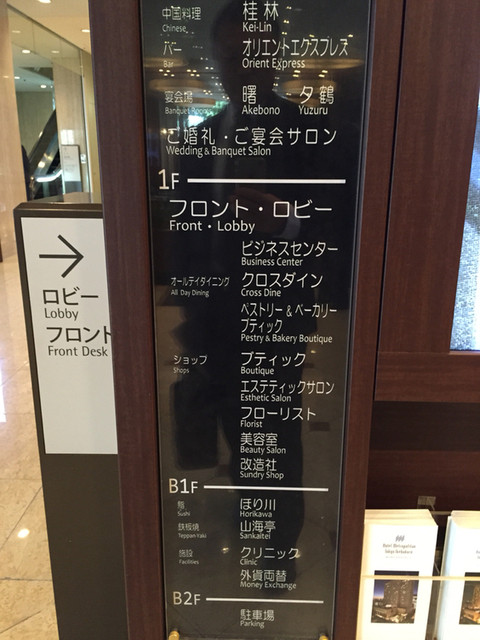 中国料理 桂林
Chinese Kei-Lin
バー オリエントエクスプレス
Bar Orient Express
宴会場 曙 夕鶴
Banquet Rooms Akebono Yuzuru
ご婚礼・ご宴会サロン
Wedding & Banquet Salon
1F
フロント・ロビー
Front・Lobby
ビジネスセンター
Business Center
オールデイダイニング クロスダイン
All Day Dining Cross Dine
ペストリー & ベーカリー
ブティック
Pestry & Bakery Boutique
ショップ ブティック
Shops Boutique
エステティックサロン
Esthetic Salon
フローリスト
Florist
美容室
Beauty Salon
改造社
Sundry Shop
B1F
鮨 ほり川
Sushi Horikawa
鉄板焼 山海亭
Teppan Yaki Sankaitei
施設 クリニック
Facilities Clinic
外貨両替
Money Exchange
B2F
駐車場
Parking
→
ロビー
Lobby
フロント
Front Desk